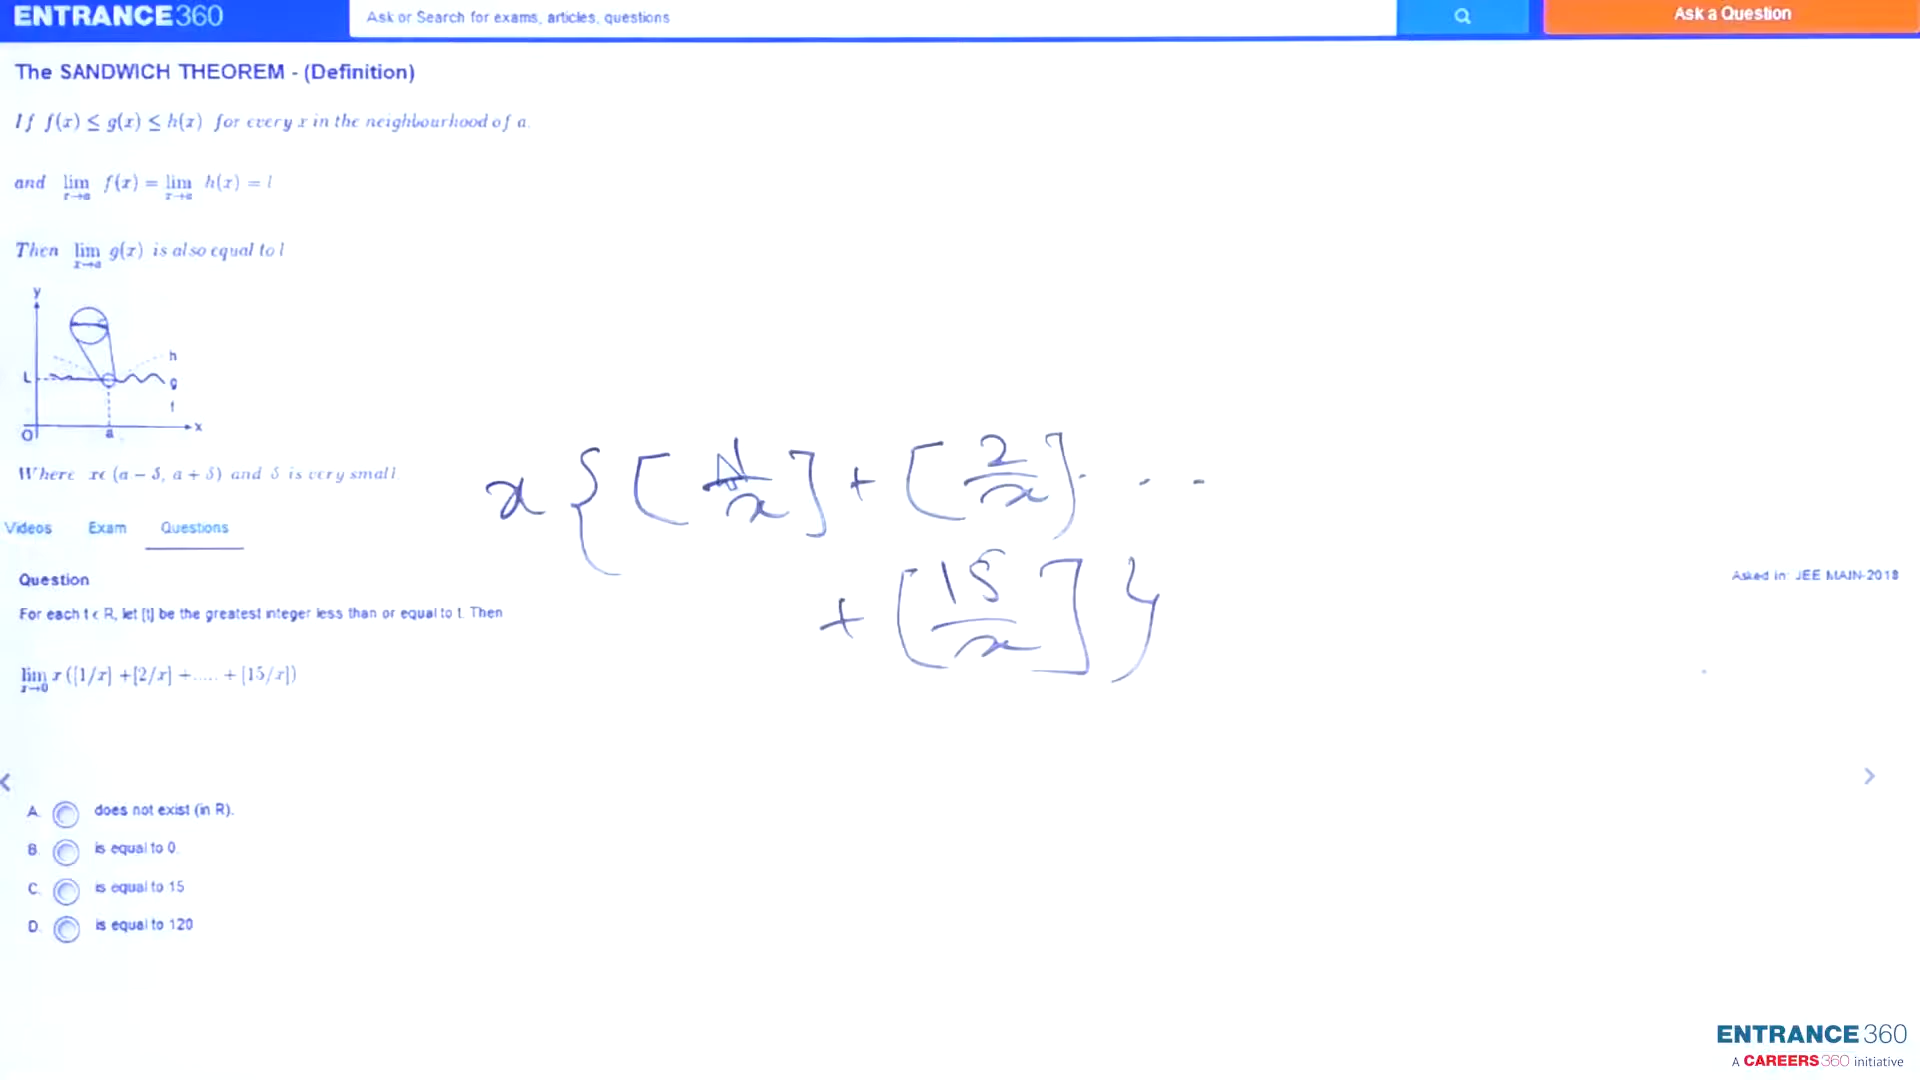 ENTRANCE360
Ask or Search for exams, articles, questions
Ask a Question
The SANDWICH THEOREM - (Definition)
If f(x) ≤ g(x) ≤ h(x) for every x in the neighbourhood of a.
and lim x→a f(x) = lim x→a h(x) = l
Then lim x→a g(x) is also equal to l
y
h
L
g
f
O
a
x
Where xϵ (a − δ, a + δ) and δ is very small
x { [ 1/x ] + [ 2/x ] . . .
+ [ 15/x ] }
Videos Exam Questions
Question
Asked in: JEE MAIN-2018
For each t ϵ R, let [t] be the greatest integer less than or equal to t. Then
lim x→0 x ([1/x] +[2/x] +..... + [15/x])
A. does not exist (in R).
B. is equal to 0.
C. is equal to 15
D. is equal to 120
ENTRANCE360
A CAREERS360 initiative